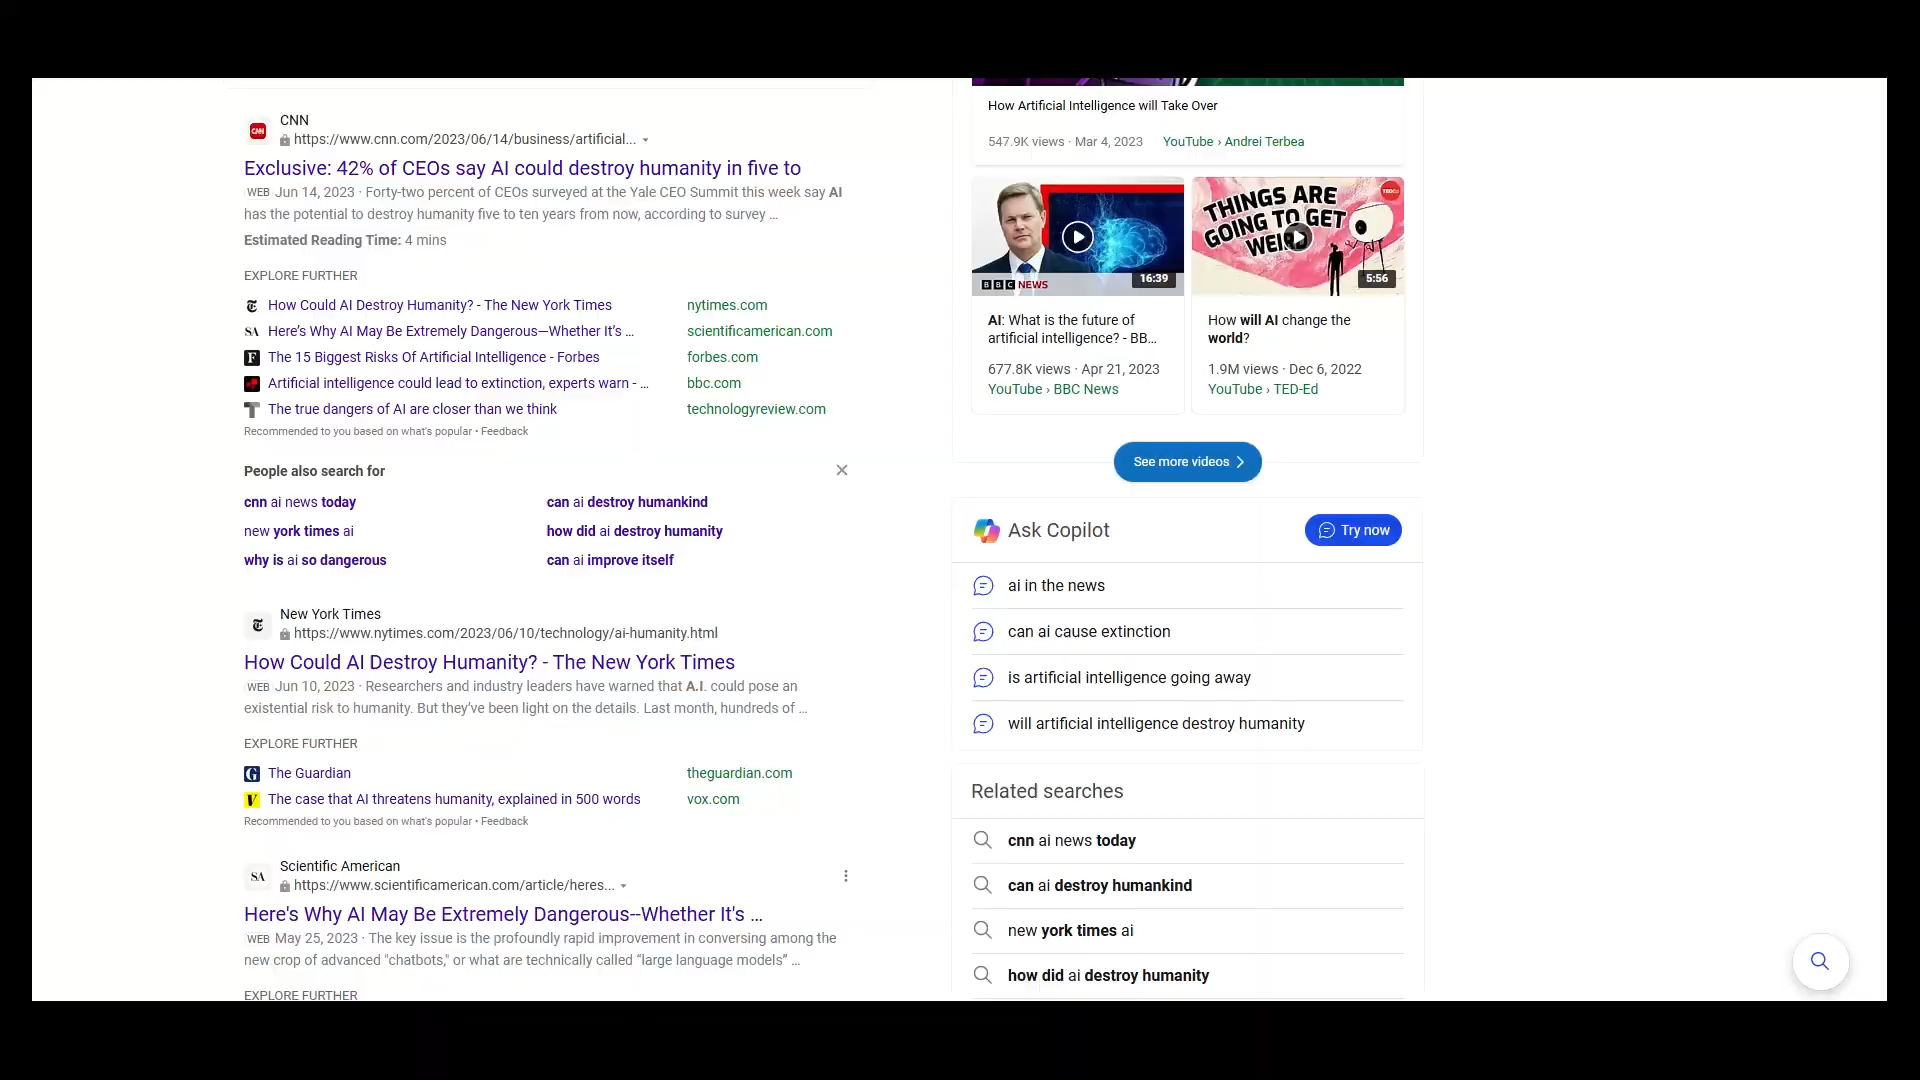 CNN
https://www.cnn.com/2023/06/14/business/artificial...
Exclusive: 42% of CEOs say AI could destroy humanity in five to
WEB Jun 14, 2023 · Forty-two percent of CEOs surveyed at the Yale CEO Summit this week say AI
has the potential to destroy humanity five to ten years from now, according to survey ...
Estimated Reading Time: 4 mins
EXPLORE FURTHER
How Could AI Destroy Humanity? - The New York Times nytimes.com
SA Here's Why AI May Be Extremely Dangerous—Whether It's ... scientificamerican.com
F The 15 Biggest Risks Of Artificial Intelligence - Forbes forbes.com
Artificial intelligence could lead to extinction, experts warn - ... bbc.com
The true dangers of AI are closer than we think technologyreview.com
Recommended to you based on what's popular • Feedback
People also search for
cnn ai news today
can ai destroy humankind
new york times ai
how did ai destroy humanity
why is ai so dangerous
can ai improve itself
New York Times
https://www.nytimes.com/2023/06/10/technology/ai-humanity.html
How Could AI Destroy Humanity? - The New York Times
WEB Jun 10, 2023 · Researchers and industry leaders have warned that A.I. could pose an
existential risk to humanity. But they've been light on the details. Last month, hundreds of ...
EXPLORE FURTHER
The Guardian theguardian.com
The case that AI threatens humanity, explained in 500 words vox.com
Recommended to you based on what's popular • Feedback
Scientific American
SA
https://www.scientificamerican.com/article/heres...
Here's Why AI May Be Extremely Dangerous--Whether It's ...
WEB May 25, 2023 · The key issue is the profoundly rapid improvement in conversing among the
new crop of advanced "chatbots," or what are technically called "large language models" ...
EXPLORE FURTHER
How Artificial Intelligence will Take Over
547.9K views · Mar 4, 2023 YouTube › Andrei Terbea
BBC NEWS
16:39
THINGS ARE
GOING TO GET
WEIRD
5:56
AI: What is the future of
artificial intelligence? - BB...
677.8K views · Apr 21, 2023
YouTube › BBC News
How will AI change the
world?
1.9M views · Dec 6, 2022
YouTube › TED-Ed
See more videos
Ask Copilot
Try now
ai in the news
can ai cause extinction
is artificial intelligence going away
will artificial intelligence destroy humanity
Related searches
cnn ai news today
can ai destroy humankind
new york times ai
how did ai destroy humanity